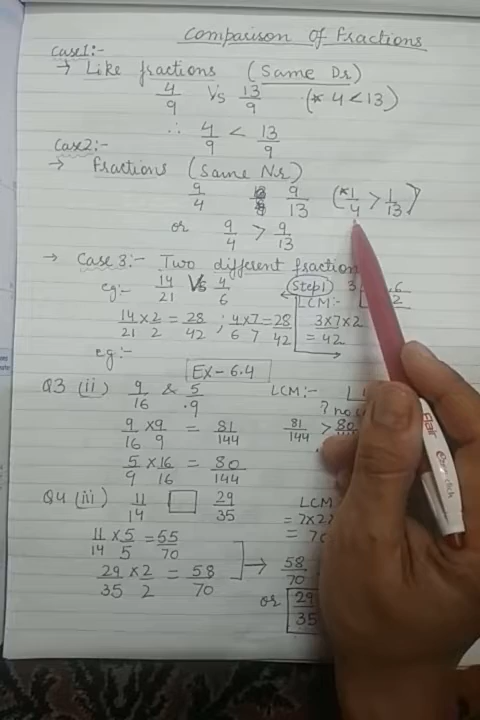 Comparison Of Fractions
Case1:-
→ Like fractions (Same Dr)
4/9 Vs 13/9 (* 4 < 13)
∴ 4/9 < 13/9
Case2:-
→ Fractions (Same Nr)
9/4 9/13 (* 1/4 > 1/13)
or 9/4 > 9/13
→ Case 3:- Two different fraction
eg:- 14/21 Vs 4/6 Step1 3
LCM:-
14/21 × 2/2 = 28/42 ; 4/6 × 7/7 = 28/42 3×7×2
= 42
eg:-
EX-6.4
Q3 (ii) 9/16 & 5/9 LCM:-
9/16 × 9/9 = 81/144 81/144 > 80
5/9 × 16/16 = 80/144
Q4 (iii) 11/14 □ 29/35 LCM
11/14 × 5/5 = 55/70
29/35 × 2/2 = 58/70 → 58/70
or 29/35
Flair